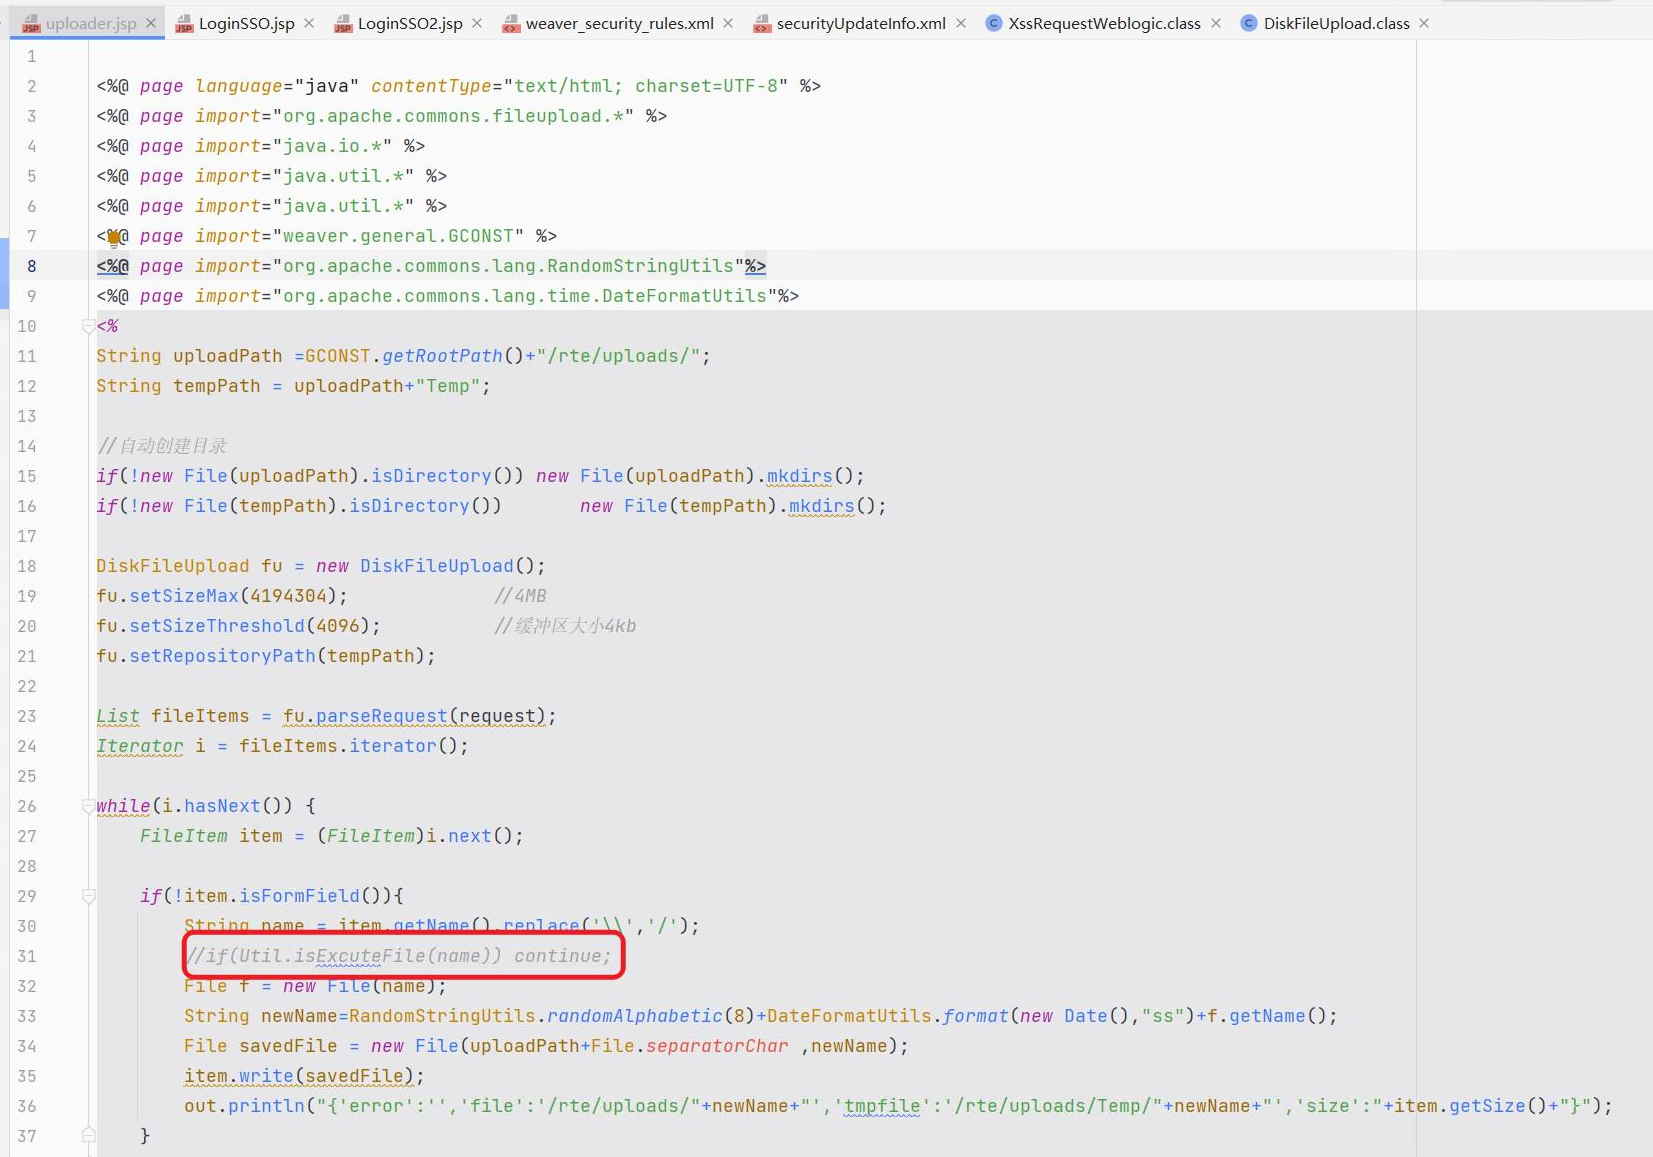 uploader.jsp LoginSSO.jsp LoginSSO2.jsp weaver_security_rules.xml securityUpdateInfo.xml XssRequestWeblogic.class DiskFileUpload.class
1
2 <%@ page language="java" contentType="text/html; charset=UTF-8" %>
3 <%@ page import="org.apache.commons.fileupload.*" %>
4 <%@ page import="java.io.*" %>
5 <%@ page import="java.util.*" %>
6 <%@ page import="java.util.*" %>
7 <%@ page import="weaver.general.GCONST" %>
8 <%@ page import="org.apache.commons.lang.RandomStringUtils"%>
9 <%@ page import="org.apache.commons.lang.time.DateFormatUtils"%>
10 <%
11 String uploadPath =GCONST.getRootPath()+"/rte/uploads/";
12 String tempPath = uploadPath+"Temp";
13
14 //自动创建目录
15 if(!new File(uploadPath).isDirectory()) new File(uploadPath).mkdirs();
16 if(!new File(tempPath).isDirectory()) new File(tempPath).mkdirs();
17
18 DiskFileUpload fu = new DiskFileUpload();
19 fu.setSizeMax(4194304); //4MB
20 fu.setSizeThreshold(4096); //缓冲区大小4kb
21 fu.setRepositoryPath(tempPath);
22
23 List fileItems = fu.parseRequest(request);
24 Iterator i = fileItems.iterator();
25
26 while(i.hasNext()) {
27 FileItem item = (FileItem)i.next();
28
29 if(!item.isFormField()){
30 String name = item.getName().replace('\\','/');
31 //if(Util.isExcuteFile(name)) continue;
32 File f = new File(name);
33 String newName=RandomStringUtils.randomAlphabetic(8)+DateFormatUtils.format(new Date(),"ss")+f.getName();
34 File savedFile = new File(uploadPath+File.separatorChar ,newName);
35 item.write(savedFile);
36 out.println("{'error':'','file':'/rte/uploads/"+newName+"','tmpfile':'/rte/uploads/Temp/"+newName+"','size':"+item.getSize()+"}");
37 }